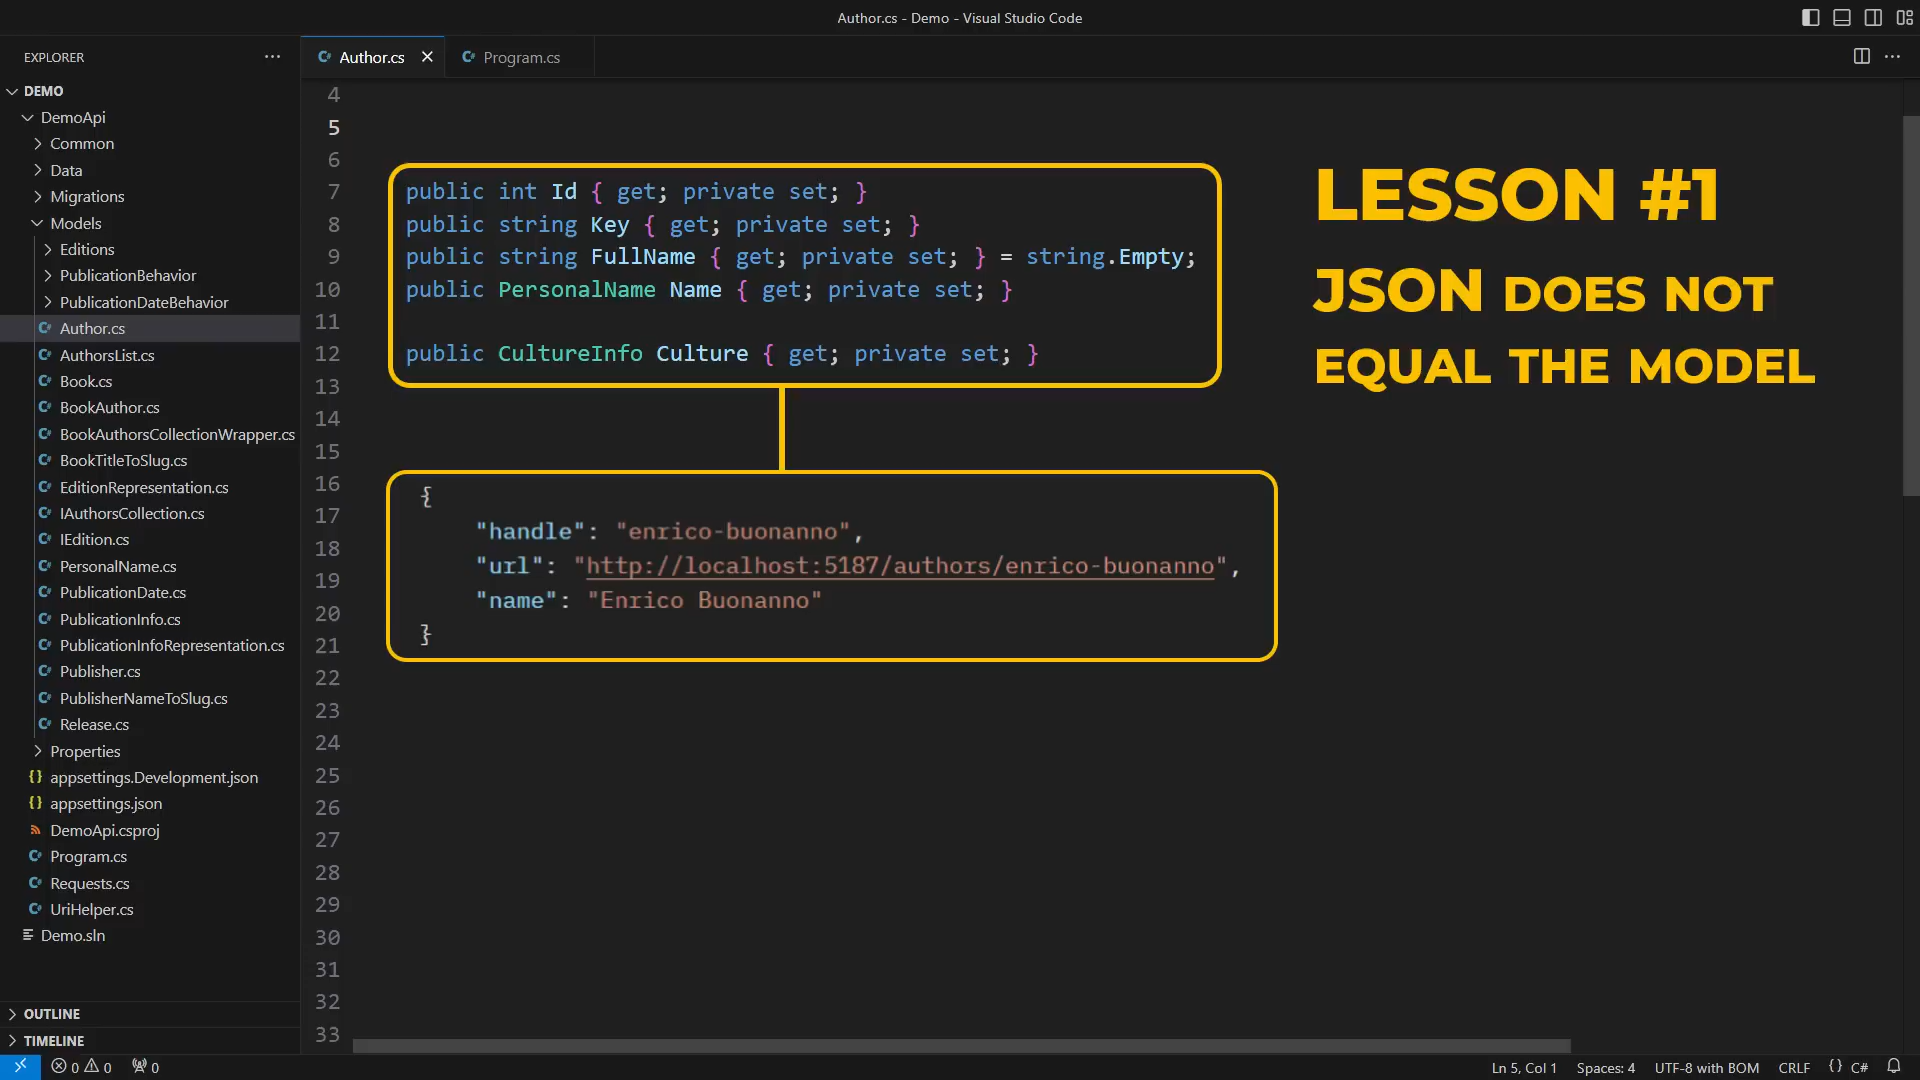 Author.cs - Demo - Visual Studio Code
EXPLORER
DEMO
DemoApi
Common
Data
Migrations
Models
Editions
PublicationBehavior
PublicationDateBehavior
C# Author.cs
C# AuthorsList.cs
C# Book.cs
C# BookAuthor.cs
C# BookAuthorsCollectionWrapper.cs
C# BookTitleToSlug.cs
C# EditionRepresentation.cs
C# IAuthorsCollection.cs
C# IEdition.cs
C# PersonalName.cs
C# PublicationDate.cs
C# PublicationInfo.cs
C# PublicationInfoRepresentation.cs
C# Publisher.cs
C# PublisherNameToSlug.cs
C# Release.cs
Properties
{} appsettings.Development.json
{} appsettings.json
DemoApi.csproj
C# Program.cs
C# Requests.cs
C# UriHelper.cs
Demo.sln
OUTLINE
TIMELINE
C# Author.cs
C# Program.cs
4
5
6
7 public int Id { get; private set; }
8 public string Key { get; private set; }
9 public string FullName { get; private set; } = string.Empty;
10 public PersonalName Name { get; private set; }
11
12 public CultureInfo Culture { get; private set; }
13
14
15
16 {
17 "handle": "enrico-buonanno",
18
19 "url": "http://localhost:5187/authors/enrico-buonanno",
20 "name": "Enrico Buonanno"
21 }
22
23
24
25
26
27
28
29
30
31
32
33
LESSON #1
JSON DOES NOT
EQUAL THE MODEL
0 0 0
Ln 5, Col 1 Spaces: 4 UTF-8 with BOM CRLF {} C#